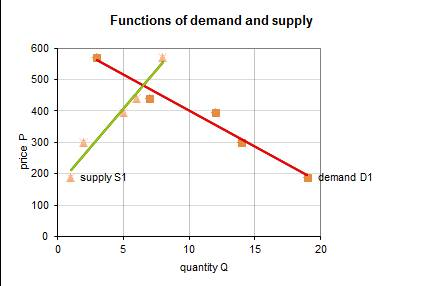 Functions of demand and supply
600
500
400
300
200
100
0
price P
supply S1
demand D1
0 5 10 15 20
quantity Q